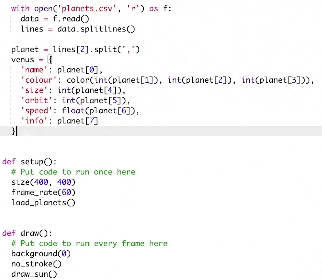 with open('planets.csv', 'r') as f:
data = f.read()
lines = data.splitlines()
planet = lines[2].split(',')
venus = {
'name': planet[0],
'colour': color(int(planet[1]), int(planet[2]), int(planet[3])),
'size': int(planet[4]),
'orbit': int(planet[5]),
'speed': float(planet[6]),
'info': planet[7]
}
def setup():
# Put code to run once here
size(400, 400)
frame_rate(60)
load_planets()
def draw():
# Put code to run every frame here
background(0)
no_stroke()
draw_sun()